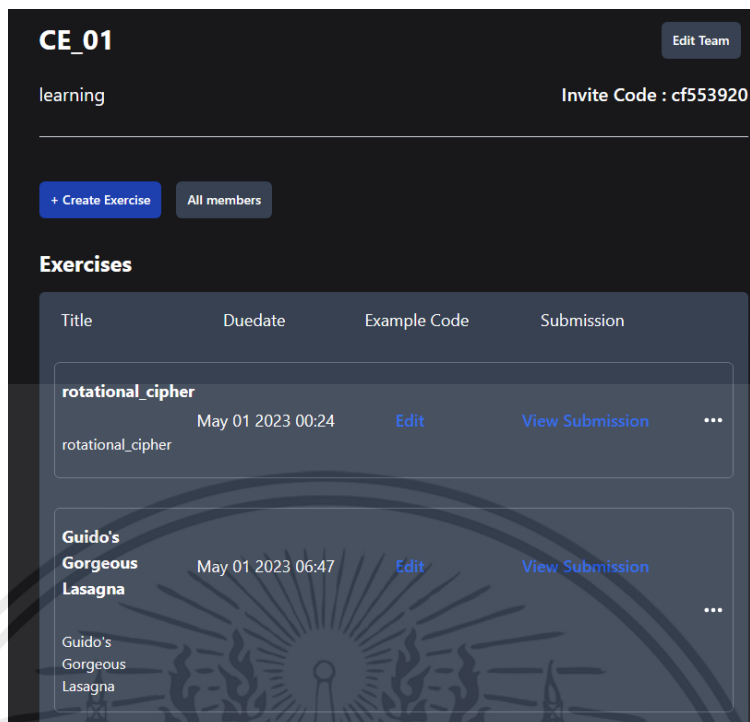 CE_01
Edit Team
learning
Invite Code : cf553920
+ Create Exercise
All members
Exercises
Title Duedate Example Code Submission
rotational_cipher
May 01 2023 00:24 Edit View Submission •••
rotational_cipher
Guido's
Gorgeous
Lasagna
May 01 2023 06:47 Edit View Submission
•••
Guido's
Gorgeous
Lasagna